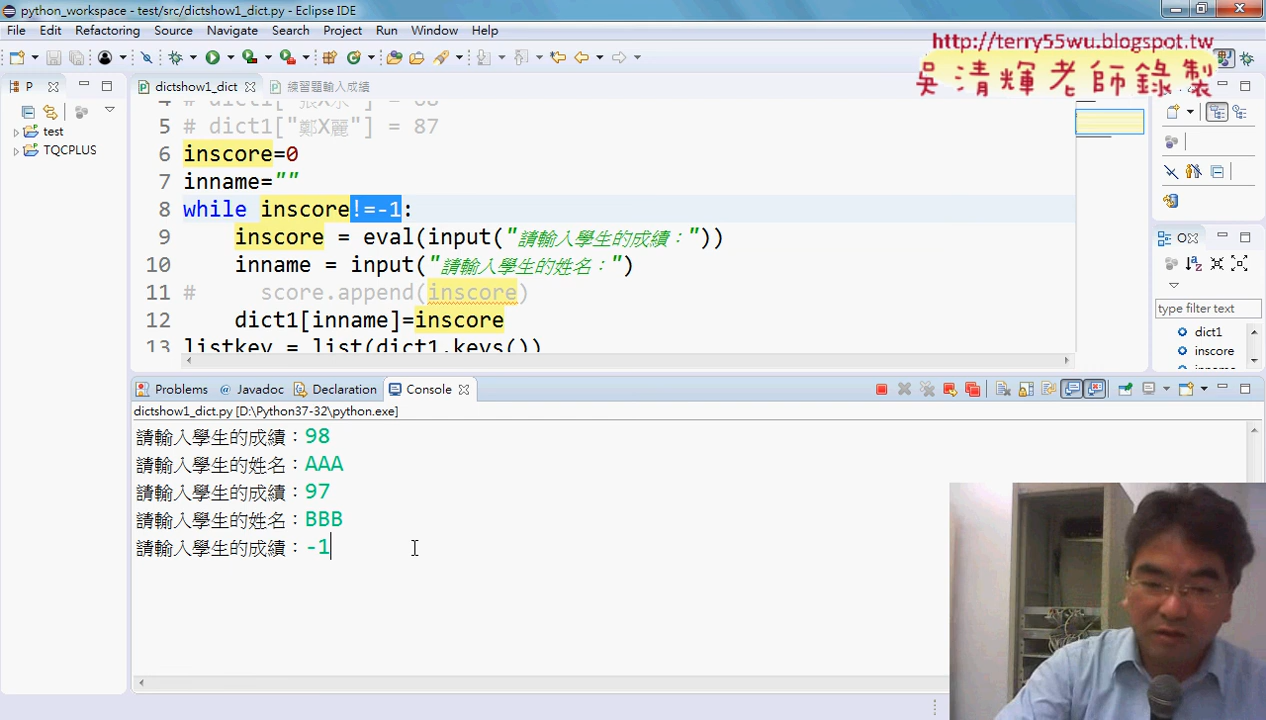 python_workspace - test/src/dictshow1_dict.py - Eclipse IDE
File Edit Refactoring Source Navigate Search Project Run Window Help
http://terry55wu.blogspot.tw
吳清輝老師錄製
P
dictshow1_dict
練習題輸入成績
test
TQCPLUS
5 # dict1["鄭X麗"] = 87
6 inscore=0
7 inname=""
8 while inscore!=-1:
9 inscore = eval(input("請輸入學生的成績："))
10 inname = input("請輸入學生的姓名：")
11 # score.append(inscore)
12 dict1[inname]=inscore
13 listkey = list(dict1.keys())
O
type filter text
dict1
inscore
Problems @ Javadoc Declaration Console
dictshow1_dict.py [D:\Python37-32\python.exe]
請輸入學生的成績：98
請輸入學生的姓名：AAA
請輸入學生的成績：97
請輸入學生的姓名：BBB
請輸入學生的成績：-1